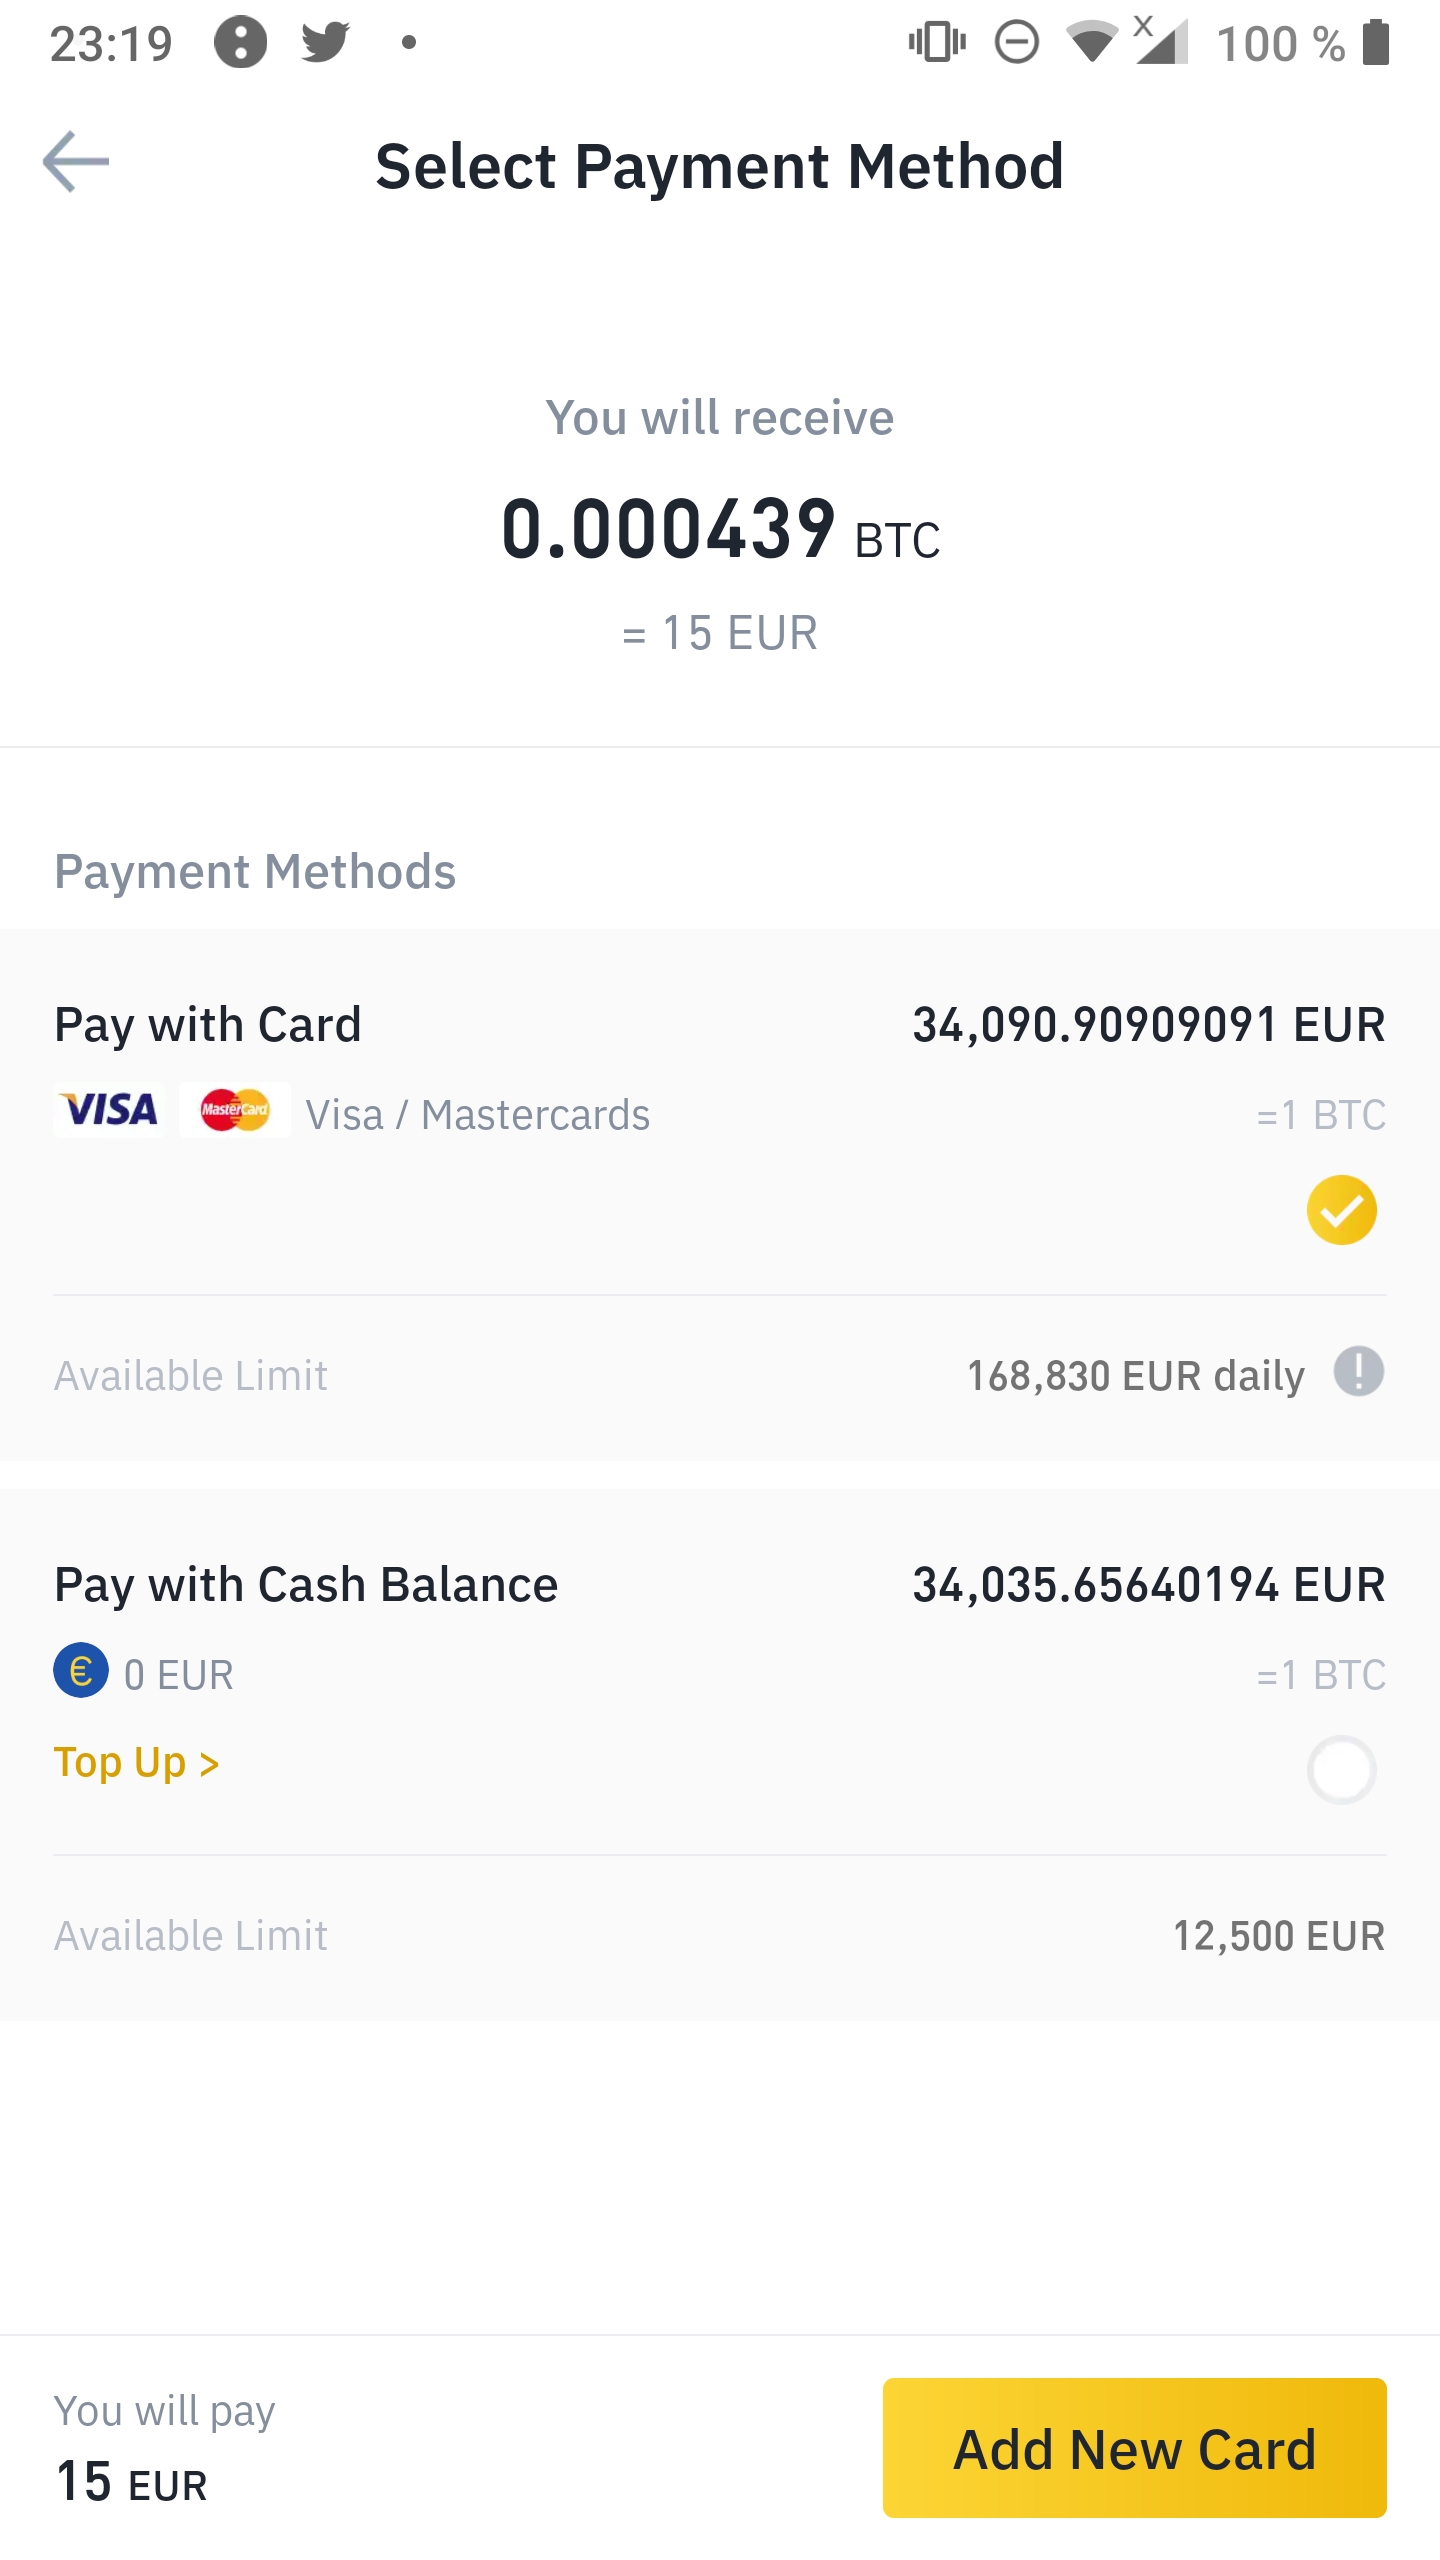 23:19 100 %
Select Payment Method
You will receive
0.000439 BTC
= 15 EUR
Payment Methods
Pay with Card 34,090.90909091 EUR
VISA MasterCard Visa / Mastercards =1 BTC
Available Limit 168,830 EUR daily
Pay with Cash Balance 34,035.65640194 EUR
€ 0 EUR =1 BTC
Top Up >
Available Limit 12,500 EUR
You will pay
15 EUR
Add New Card